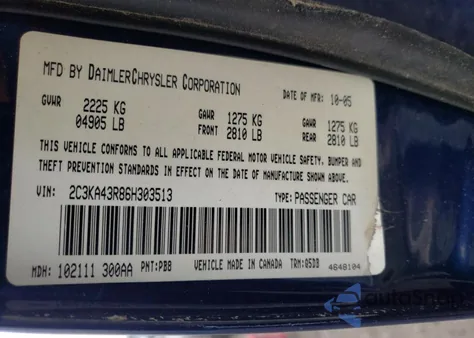 MFD BY DAIMLERCHRYSLER CORPORATION
DATE OF MFR: 10-05
GVWR 2225 KG
04905 LB
GAWR FRONT 1275 KG
2810 LB
GAWR REAR 1275 KG
2810 LB
THIS VEHICLE CONFORMS TO ALL APPLICABLE FEDERAL MOTOR VEHICLE SAFETY, BUMPER AND
THEFT PREVENTION STANDARDS IN EFFECT ON THE DATE OF MANUFACTURE SHOWN ABOVE.
VIN: 2C3KA43R86H303513 TYPE: PASSENGER CAR
MDH: 102111 300AA PNT: PB8 VEHICLE MADE IN CANADA TRM: 85DB 4648104